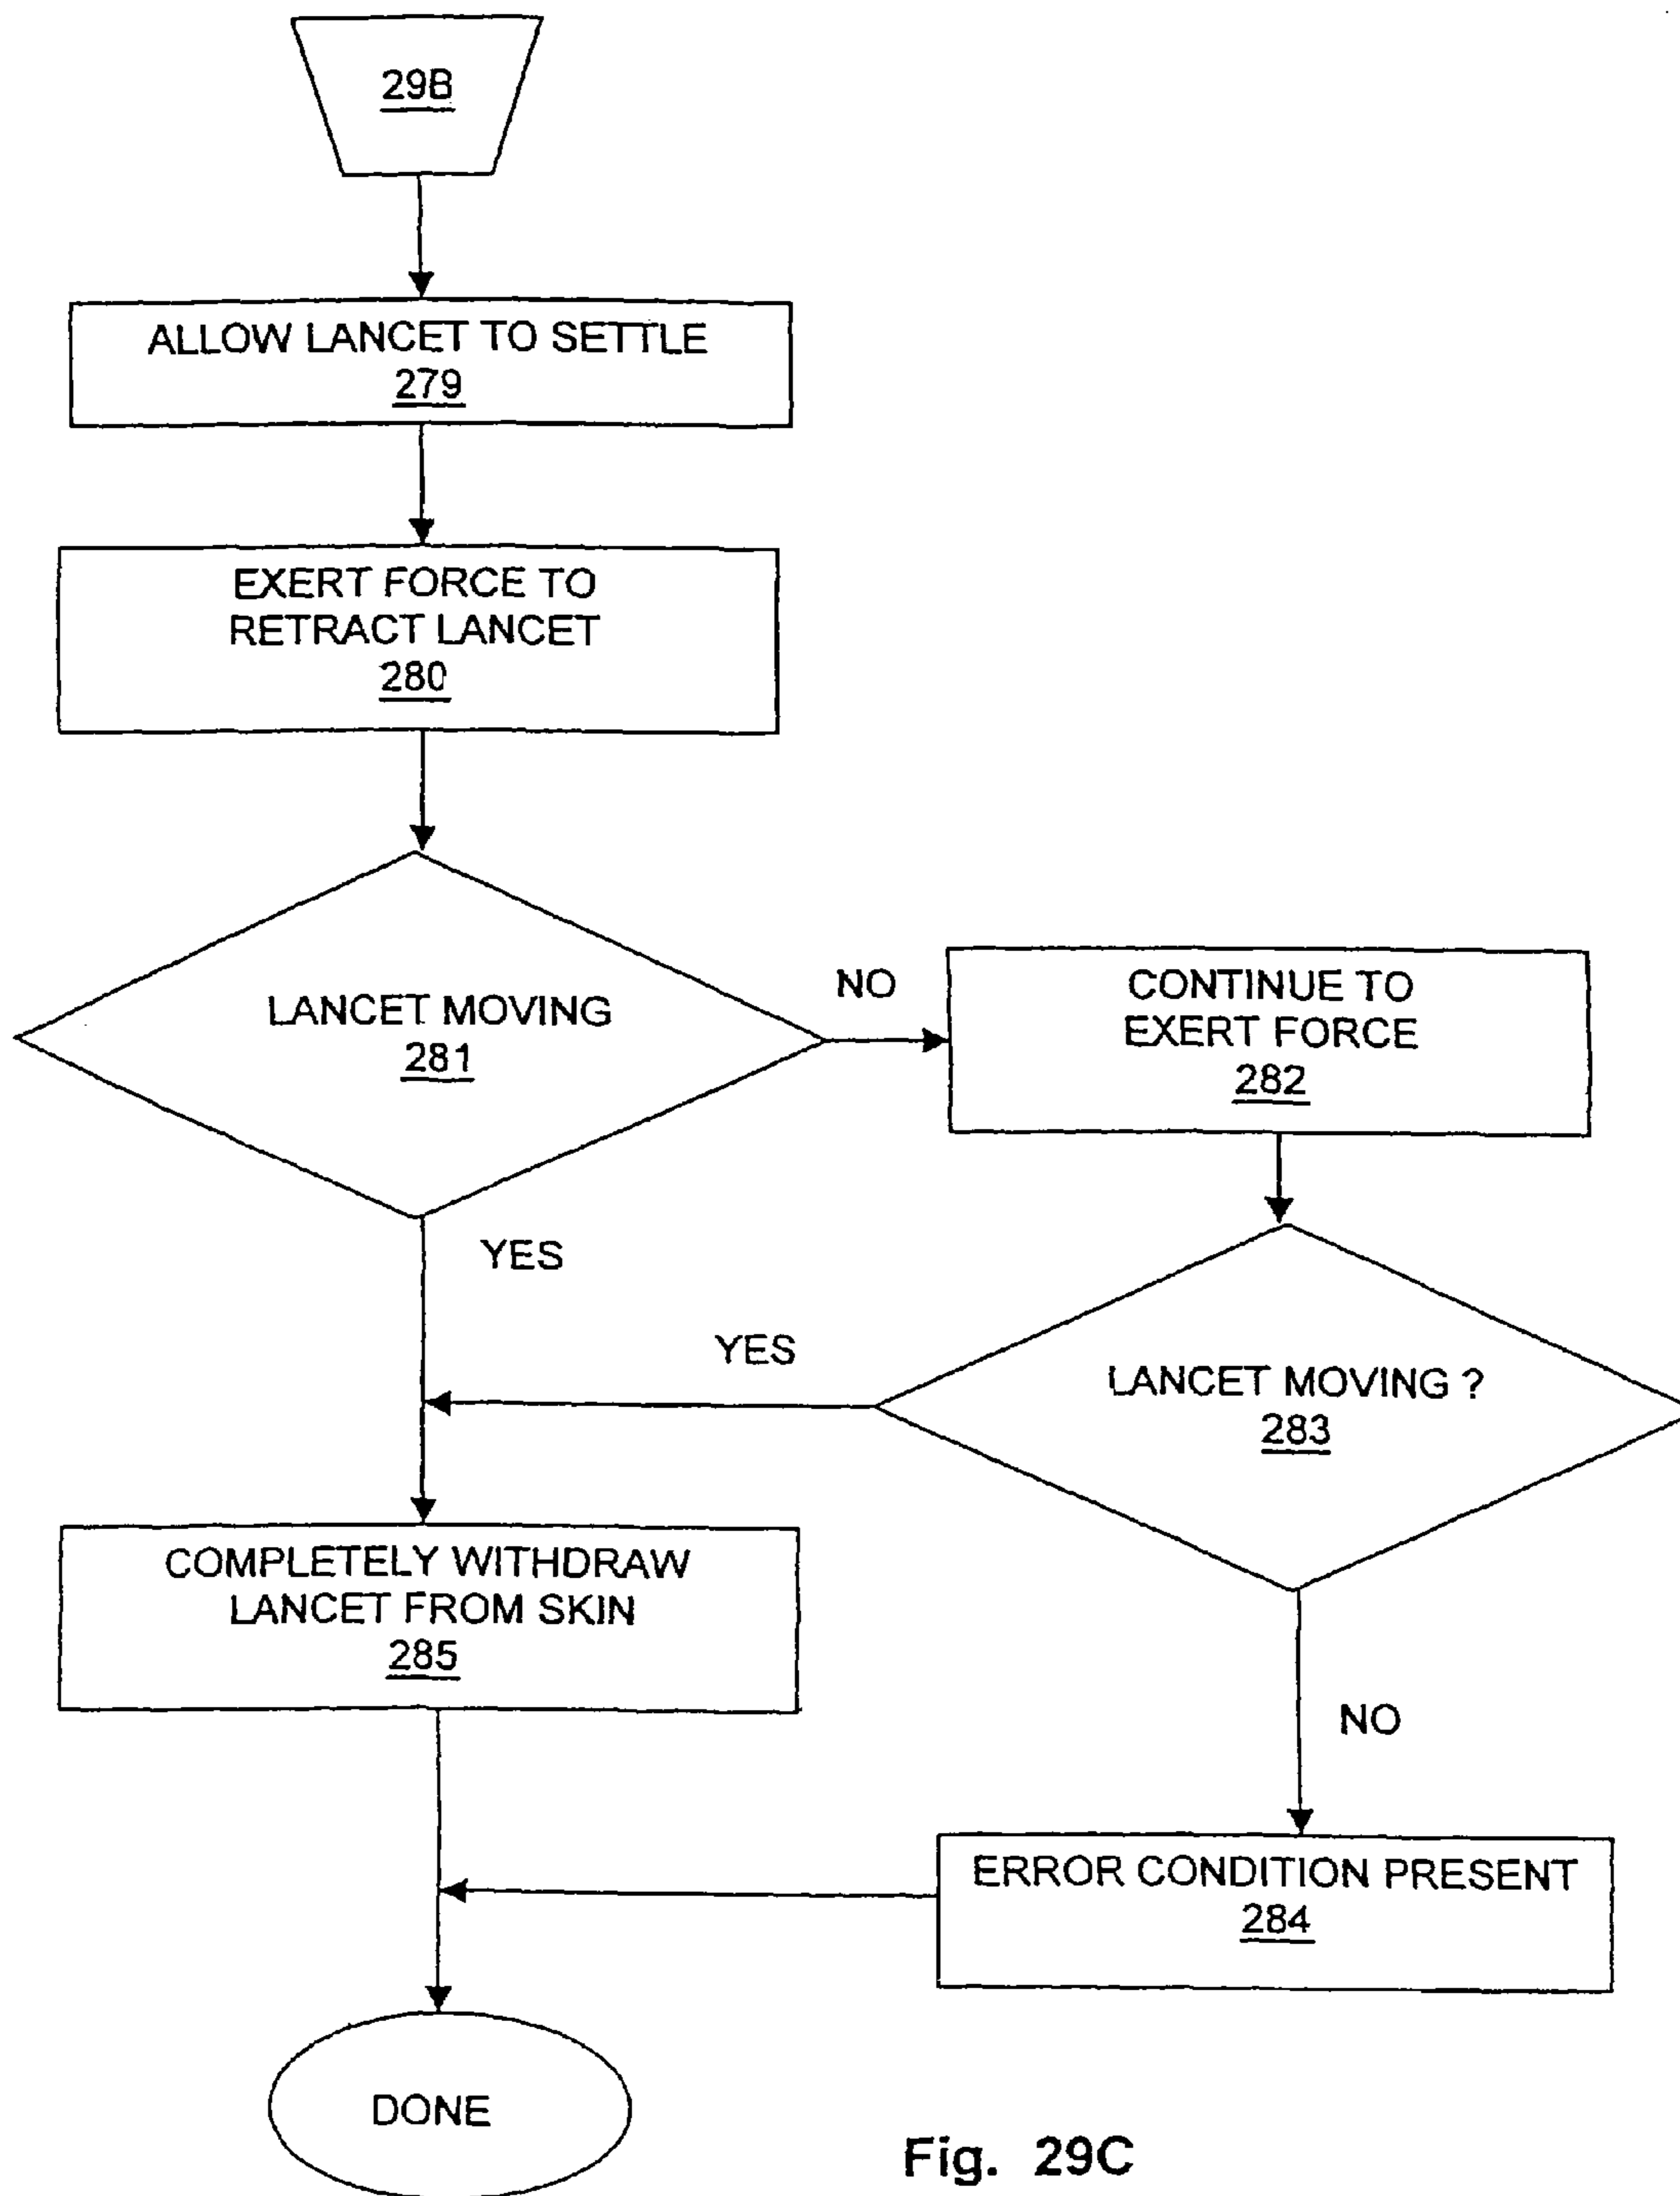 29B
ALLOW LANCET TO SETTLE
279
EXERT FORCE TO
RETRACT LANCET
280
LANCET MOVING
281
NO
CONTINUE TO
EXERT FORCE
282
YES
YES
LANCET MOVING ?
283
COMPLETELY WITHDRAW
LANCET FROM SKIN
285
NO
ERROR CONDITION PRESENT
284
DONE
Fig. 29C